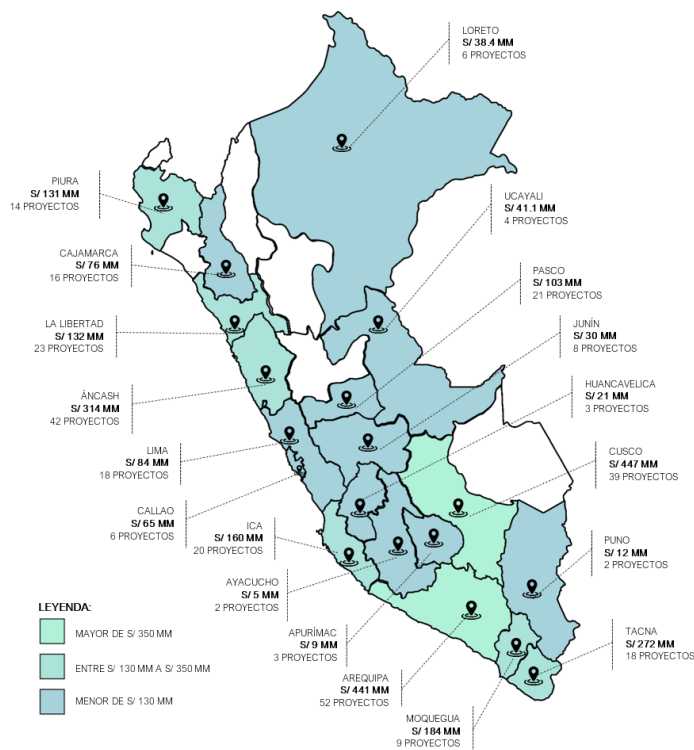 LORETO
S/ 38.4 MM
6 PROYECTOS
PIURA
S/ 131 MM
14 PROYECTOS
UCAYALI
S/ 41.1 MM
4 PROYECTOS
CAJAMARCA
S/ 76 MM
16 PROYECTOS
PASCO
S/ 103 MM
21 PROYECTOS
LA LIBERTAD
S/ 132 MM
23 PROYECTOS
JUNÍN
S/ 30 MM
8 PROYECTOS
ÁNCASH
S/ 314 MM
42 PROYECTOS
HUANCAVELICA
S/ 21 MM
3 PROYECTOS
LIMA
S/ 84 MM
18 PROYECTOS
CUSCO
S/ 447 MM
39 PROYECTOS
CALLAO
S/ 65 MM
6 PROYECTOS
ICA
S/ 160 MM
20 PROYECTOS
PUNO
S/ 12 MM
2 PROYECTOS
AYACUCHO
S/ 5 MM
2 PROYECTOS
APURÍMAC
S/ 9 MM
3 PROYECTOS
TACNA
S/ 272 MM
18 PROYECTOS
AREQUIPA
S/ 441 MM
52 PROYECTOS
MOQUEGUA
S/ 184 MM
9 PROYECTOS
LEYENDA:
MAYOR DE S/ 350 MM
ENTRE S/ 130 MM A S/ 350 MM
MENOR DE S/ 130 MM